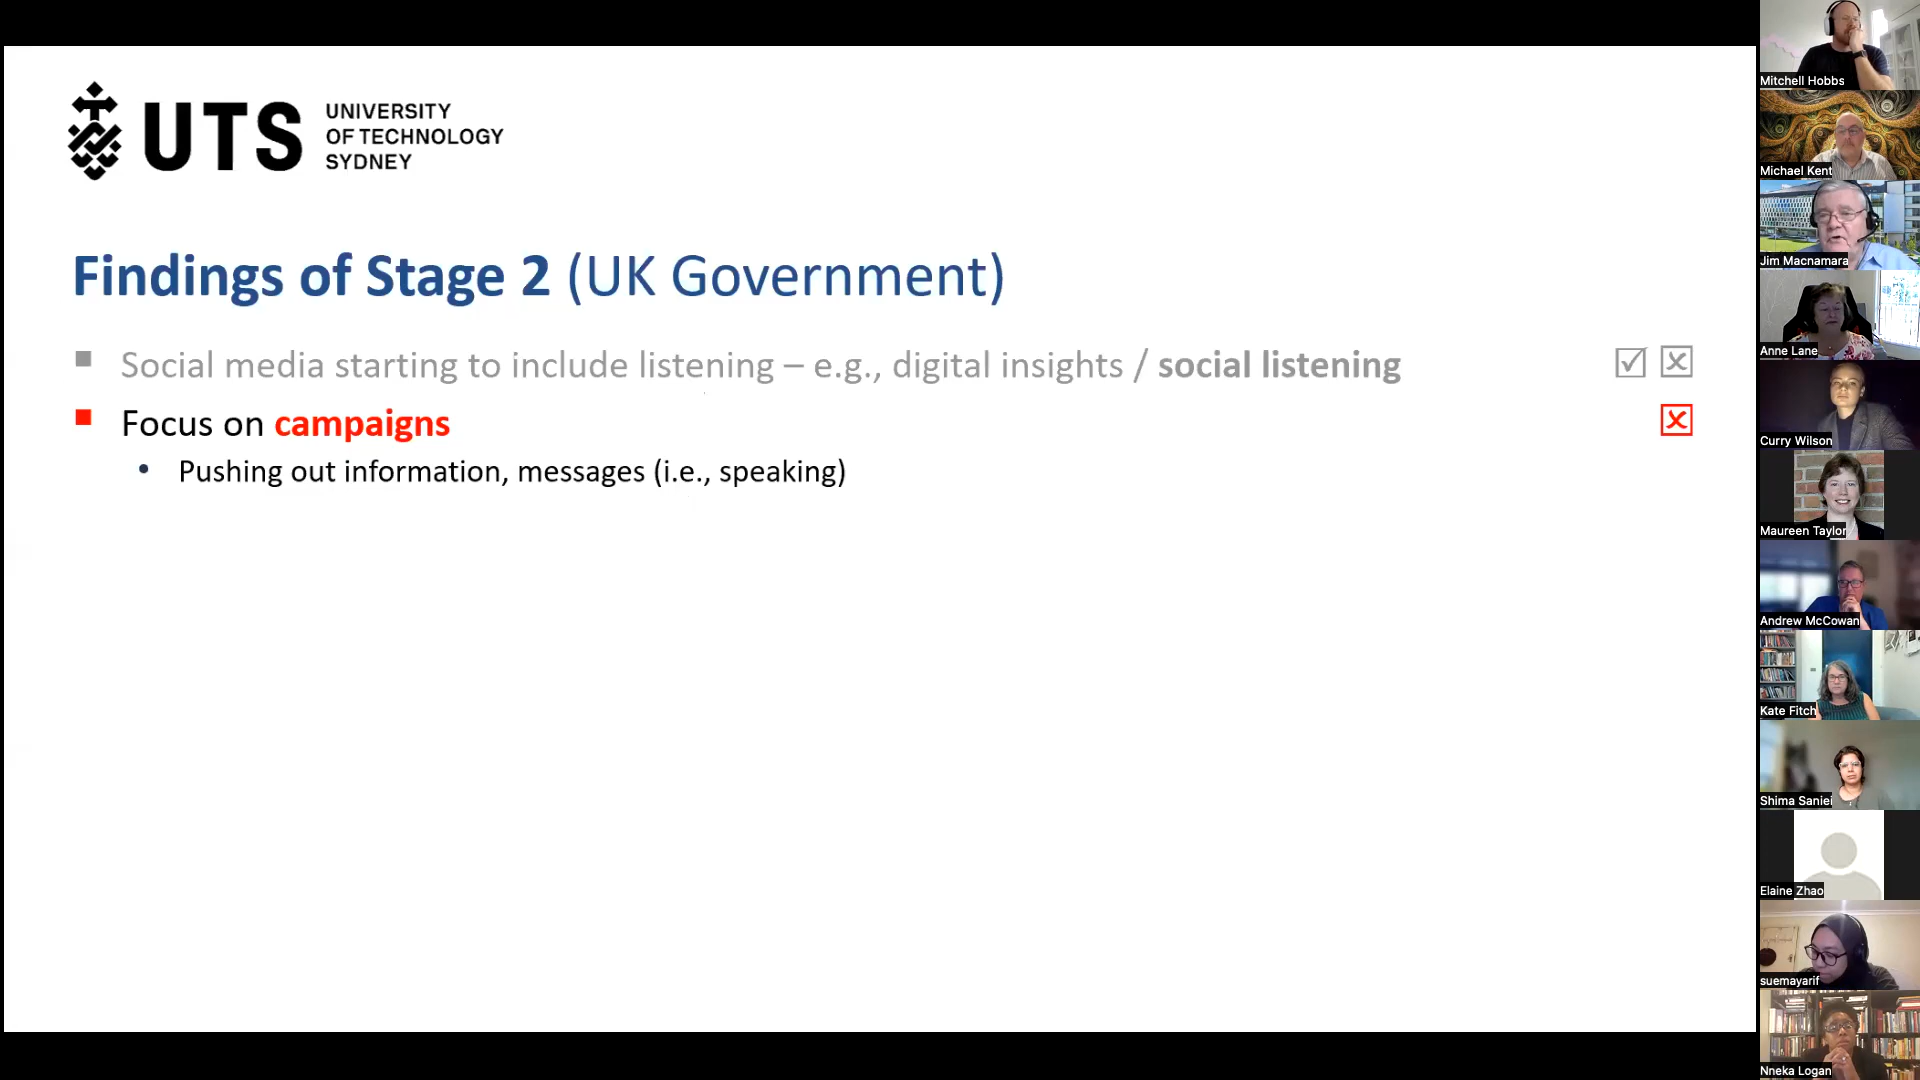 UTS
UNIVERSITY
OF TECHNOLOGY
SYDNEY
Findings of Stage 2 (UK Government)
Social media starting to include listening – e.g., digital insights / social listening
Focus on campaigns
Pushing out information, messages (i.e., speaking)
Mitchell Hobbs
Michael Kent
Jim Macnamara
Anne Lane
Curry Wilson
Maureen Taylor
Andrew McCowan
Kate Fitch
Shima Saniei
Elaine Zhao
suemayarif
Nneka Logan